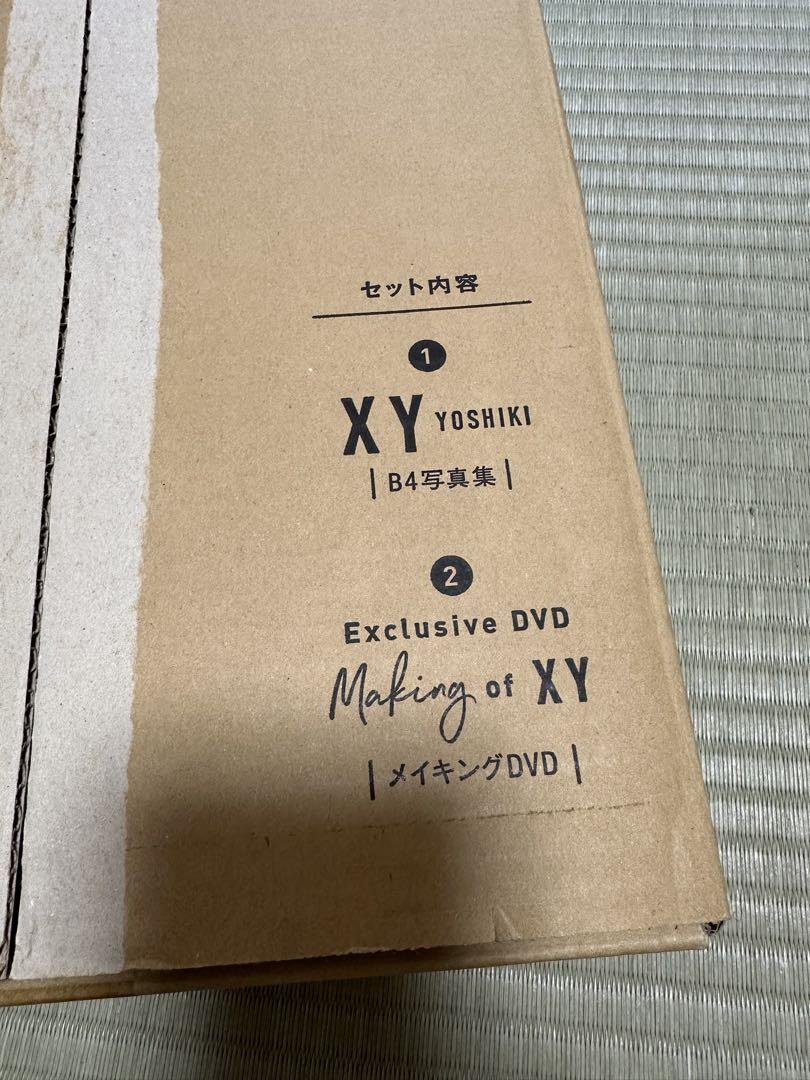 セット内容
1
XY YOSHIKI
|B4写真集|
2
Exclusive DVD
Making of XY
|メイキングDVD|